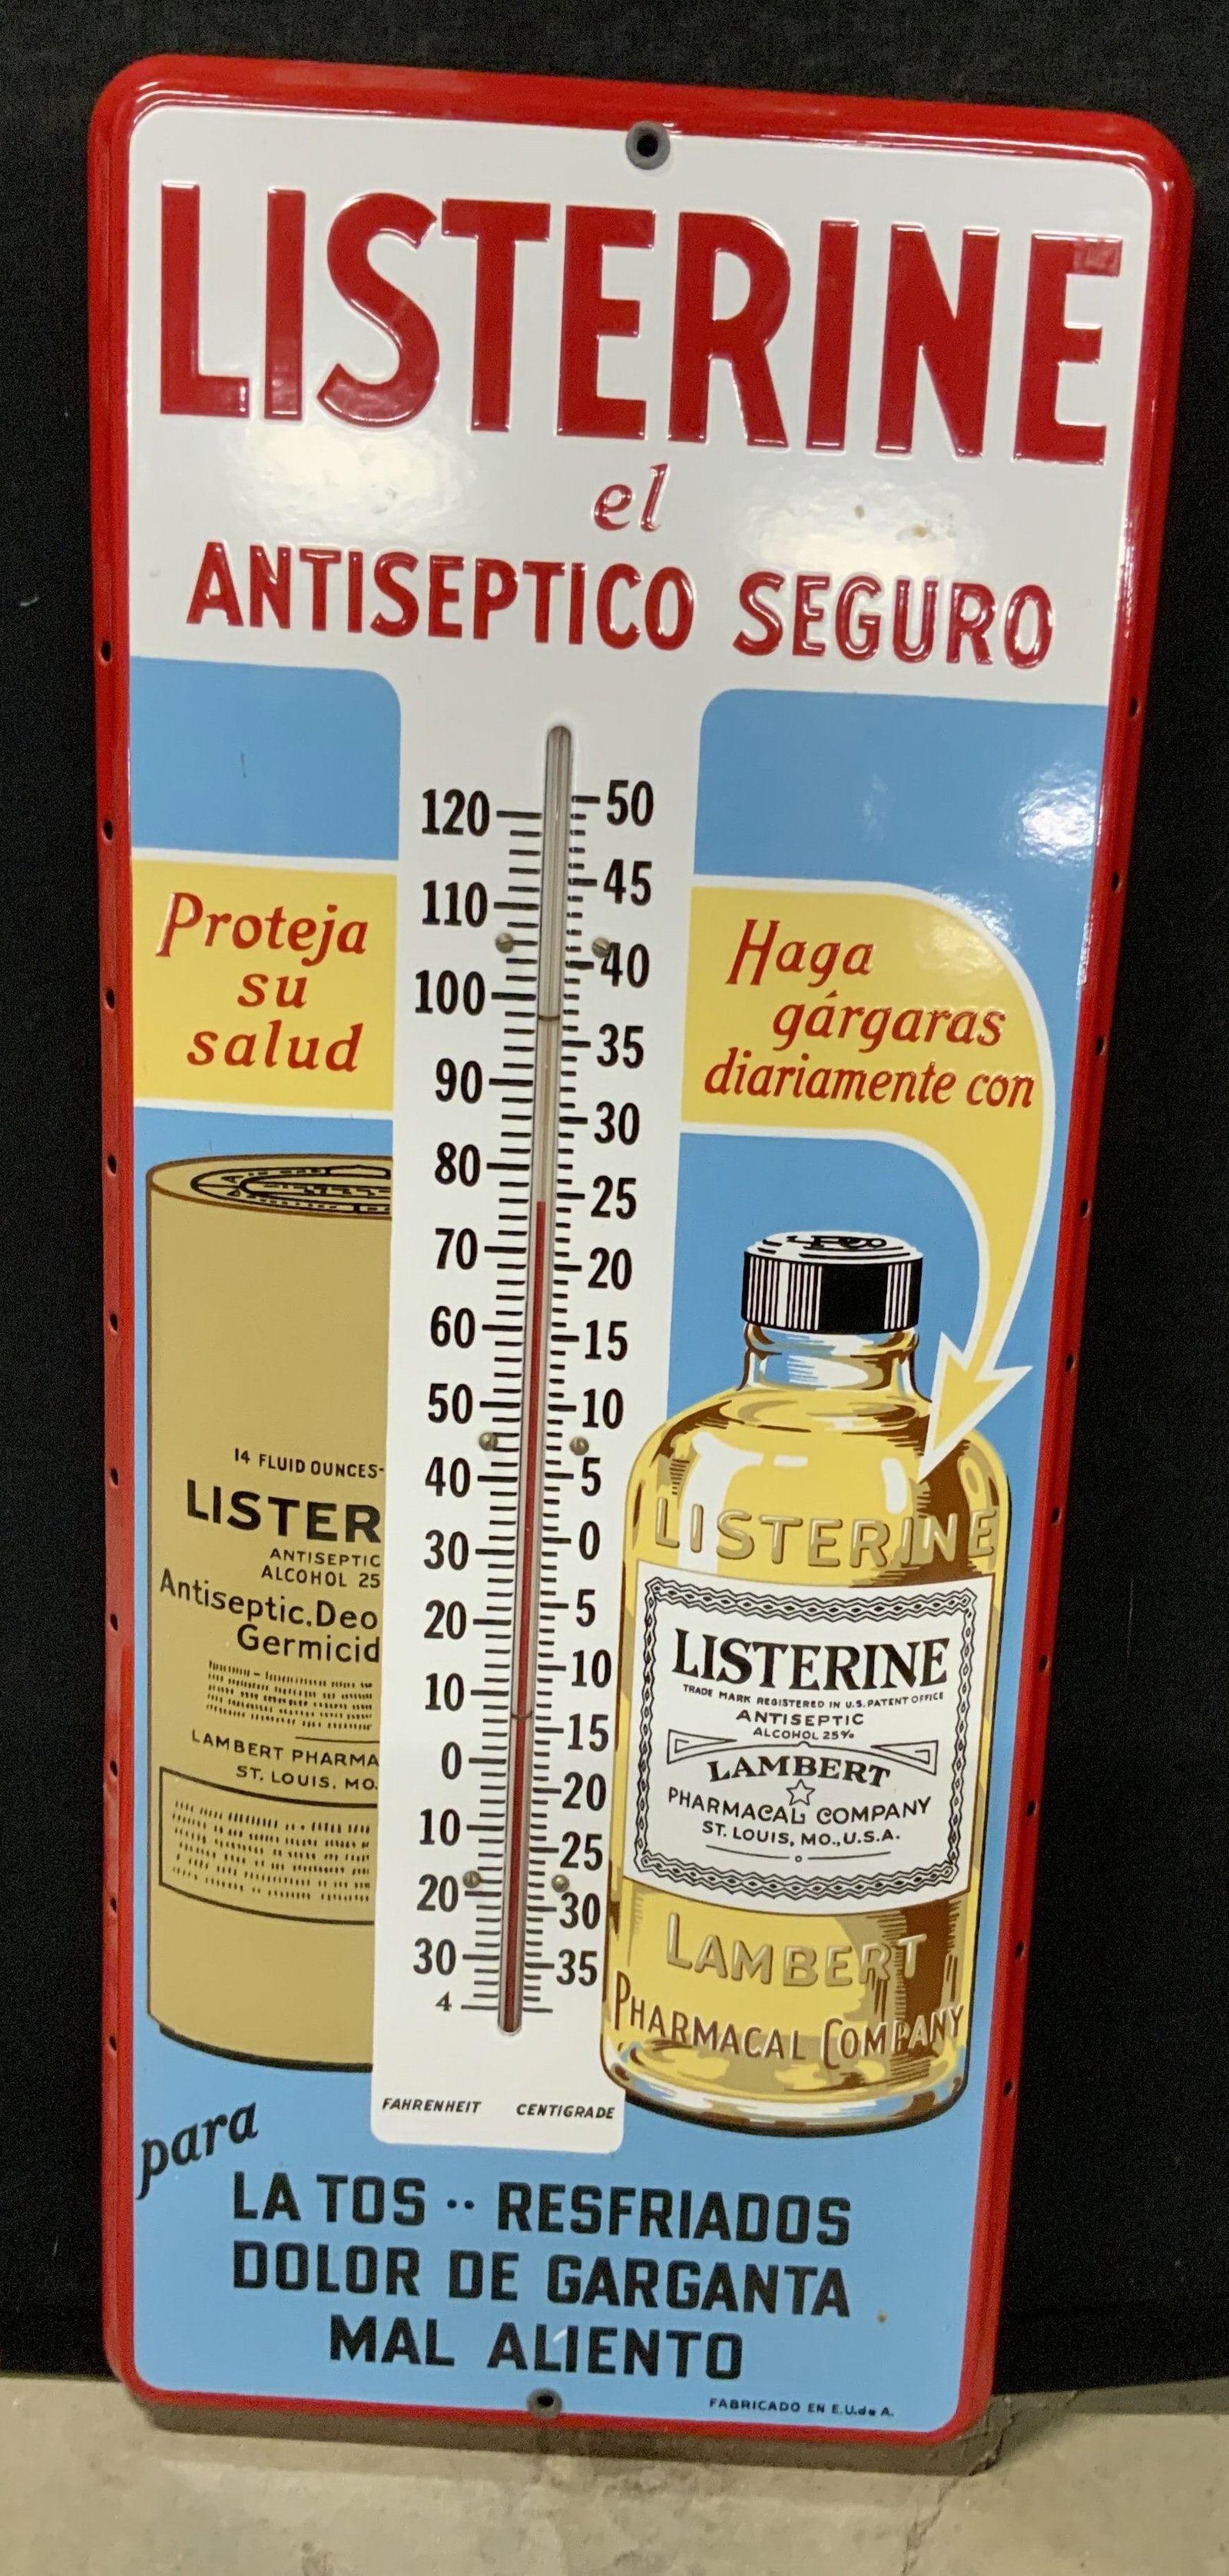 LISTERINE
el
ANTISEPTICO SEGURO
Proteja
su
salud
Haga
gárgaras
diariamente con
120
110
100
90
80
70
60
50
40
30
20
10
0
10
20
30
4
50
45
40
35
30
25
20
15
10
5
0
5
10
15
20
25
30
35
FAHRENHEIT CENTIGRADE
14 FLUID OUNCES-
LISTER
ANTISEPTIC
ALCOHOL 25
Antiseptic, Deo
Germicid
LAMBERT PHARMA
ST. LOUIS, MO.
LISTERINE
LISTERINE
TRADE MARK REGISTERED IN U.S. PATENT OFFICE
ANTISEPTIC
ALCOHOL 25%
LAMBERT
PHARMACAL COMPANY
ST. LOUIS, MO., U.S.A.
LAMBERT
PHARMACAL COMPANY
para
LA TOS ·· RESFRIADOS
DOLOR DE GARGANTA
MAL ALIENTO
FABRICADO EN E.U.de A.